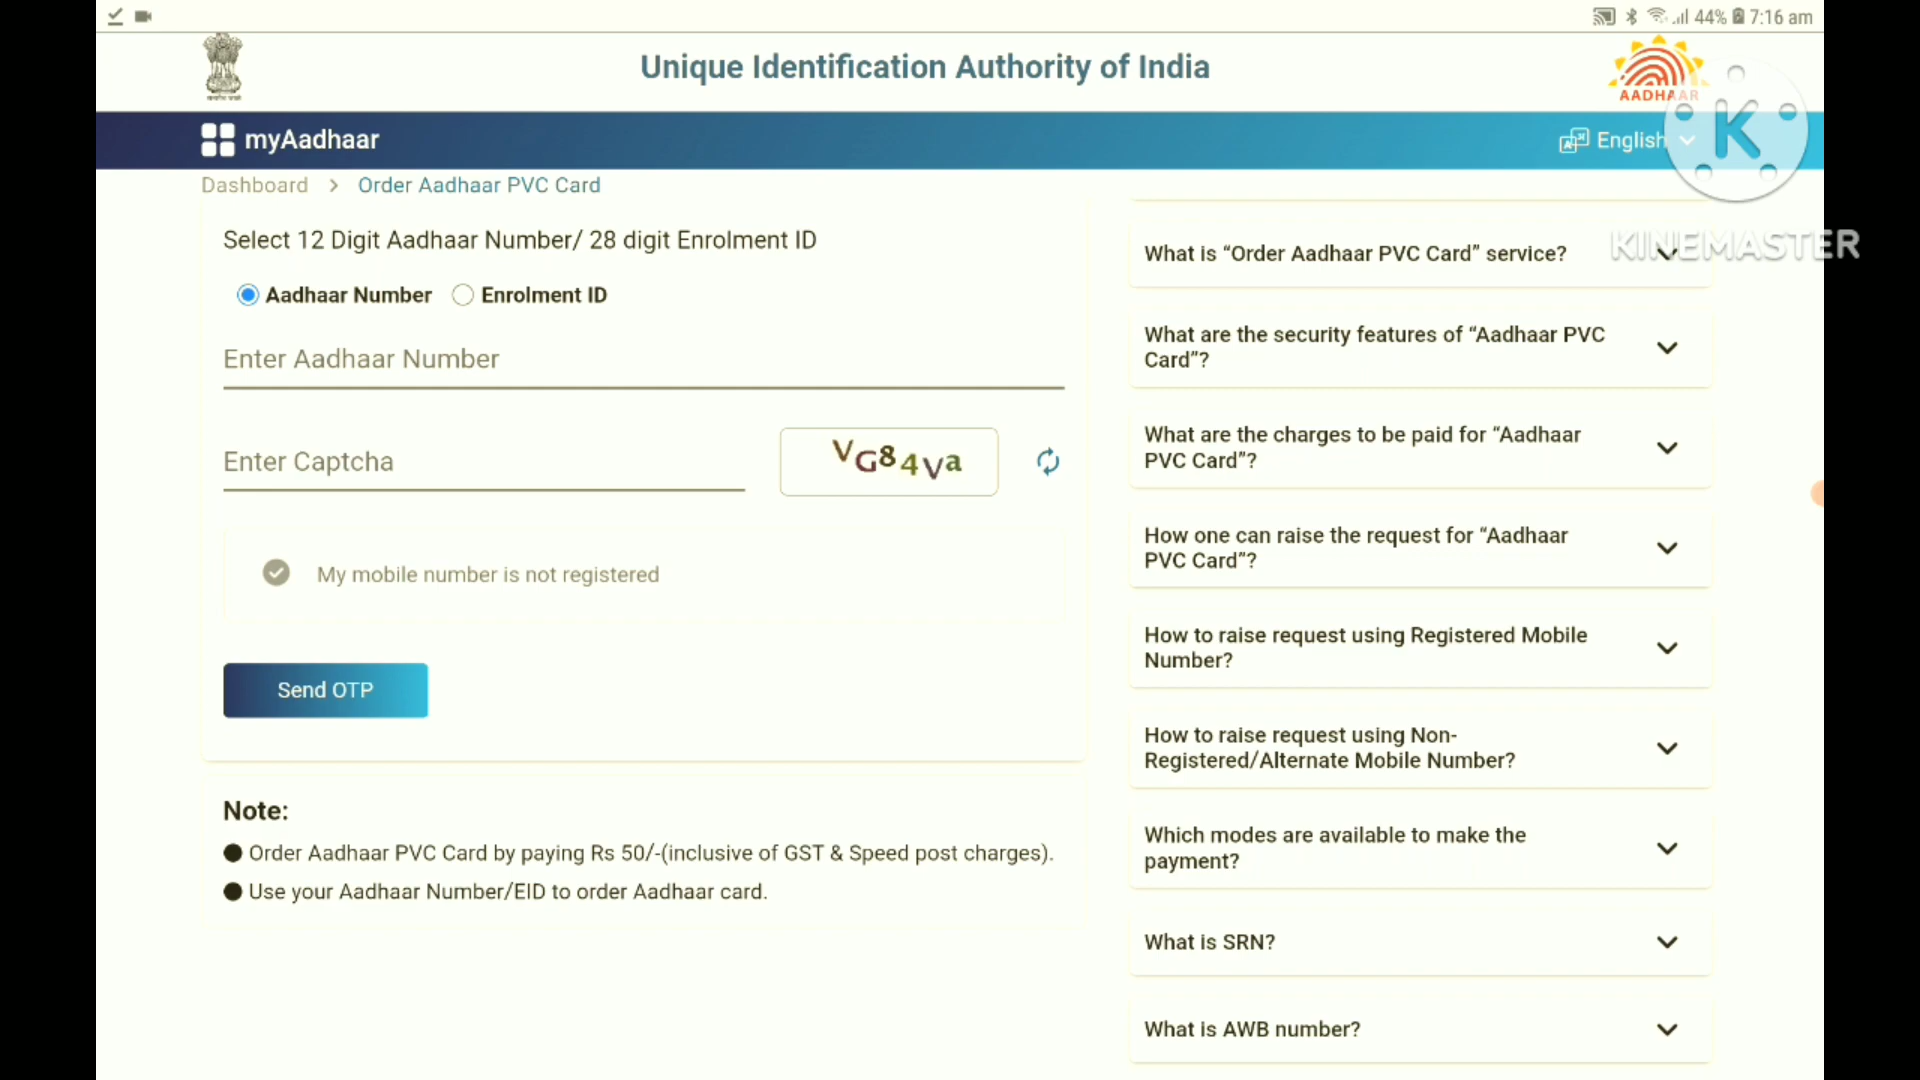 44% 7:16 am
Unique Identification Authority of India
AADHAAR
myAadhaar
English
K
KINEMASTER
Dashboard > Order Aadhaar PVC Card
Select 12 Digit Aadhaar Number/ 28 digit Enrolment ID
Aadhaar Number Enrolment ID
Enter Aadhaar Number
Enter Captcha
VG84Va
My mobile number is not registered
Send OTP
Note:
● Order Aadhaar PVC Card by paying Rs 50/-(inclusive of GST & Speed post charges).
● Use your Aadhaar Number/EID to order Aadhaar card.
What is “Order Aadhaar PVC Card” service?
What are the security features of “Aadhaar PVC
Card”?
What are the charges to be paid for “Aadhaar
PVC Card”?
How one can raise the request for “Aadhaar
PVC Card”?
How to raise request using Registered Mobile
Number?
How to raise request using Non-
Registered/Alternate Mobile Number?
Which modes are available to make the
payment?
What is SRN?
What is AWB number?